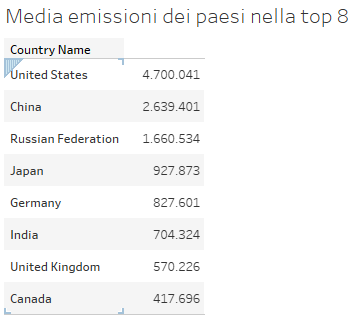 Media emissioni dei paesi nella top 8
Country Name
United States 4.700.041
China 2.639.401
Russian Federation 1.660.534
Japan 927.873
Germany 827.601
India 704.324
United Kingdom 570.226
Canada 417.696